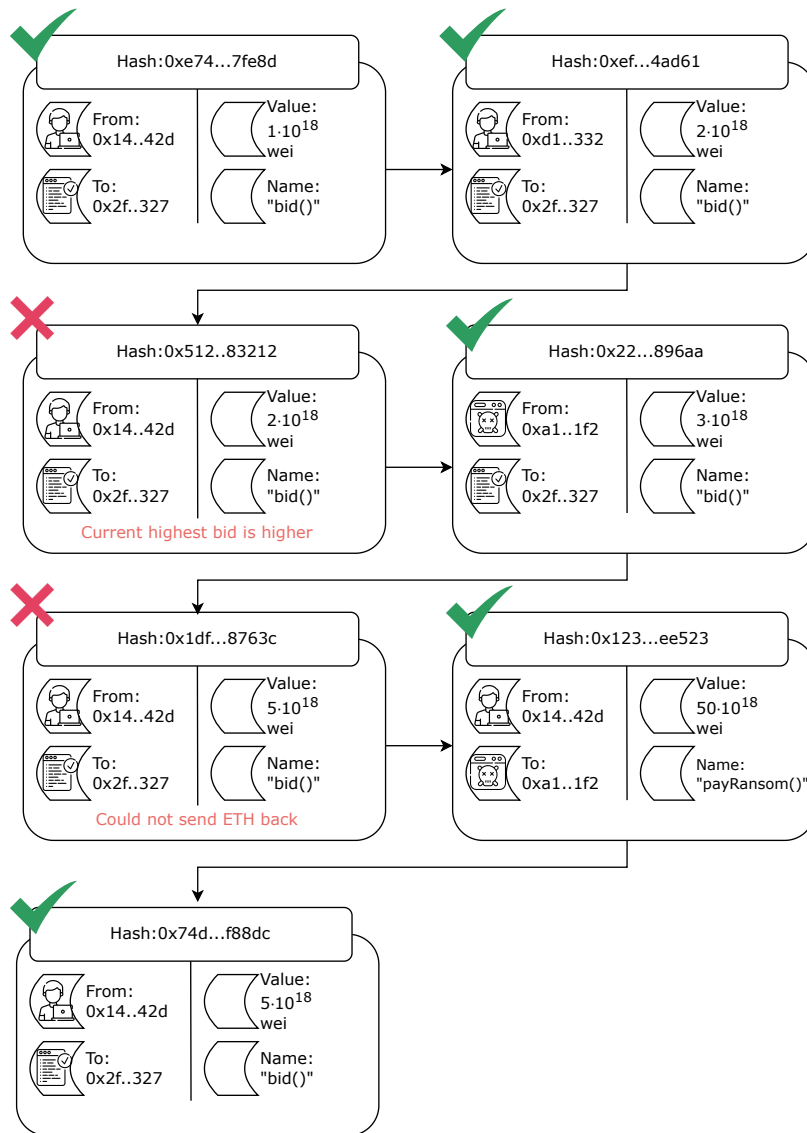 Hash:0xe74...7fe8d
From:
0x14..42d
Value:
1·10^18
wei
To:
0x2f..327
Name:
"bid()"
Hash:0xef...4ad61
From:
0xd1..332
Value:
2·10^18
wei
To:
0x2f..327
Name:
"bid()"
Hash:0x512..83212
From:
0x14..42d
Value:
2·10^18
wei
To:
0x2f..327
Name:
"bid()"
Current highest bid is higher
Hash:0x22...896aa
From:
0xa1..1f2
Value:
3·10^18
wei
To:
0x2f..327
Name:
"bid()"
Hash:0x1df...8763c
From:
0x14..42d
Value:
5·10^18
wei
To:
0x2f..327
Name:
"bid()"
Could not send ETH back
Hash:0x123...ee523
From:
0x14..42d
Value:
50·10^18
wei
To:
0xa1..1f2
Name:
"payRansom()"
Hash:0x74d...f88dc
From:
0x14..42d
Value:
5·10^18
wei
To:
0x2f..327
Name:
"bid()"